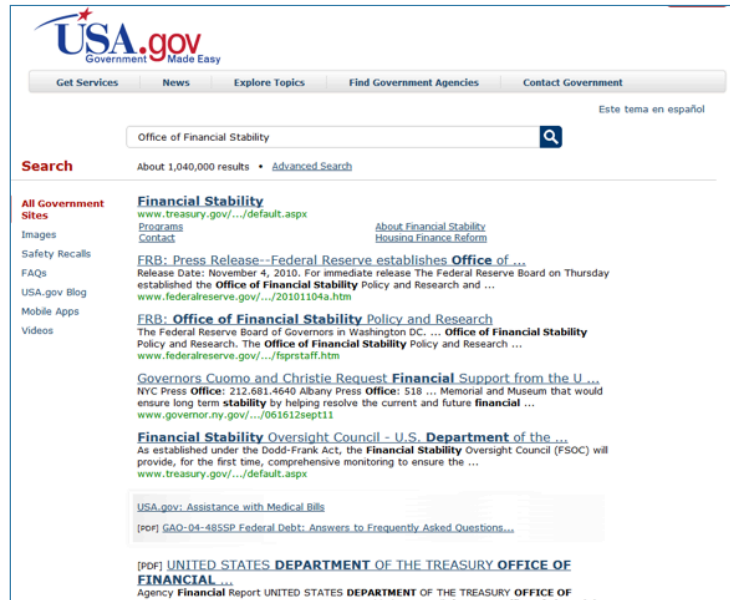 USA.gov
Government Made Easy
Get Services News Explore Topics Find Government Agencies Contact Government
Este tema en español
Office of Financial Stability
Search
About 1,040,000 results • Advanced Search
All Government Sites
Images
Safety Recalls
FAQs
USA.gov Blog
Mobile Apps
Videos
Financial Stability
www.treasury.gov/.../default.aspx
Programs About Financial Stability
Contact Housing Finance Reform
FRB: Press Release--Federal Reserve establishes Office of ...
Release Date: November 4, 2010. For immediate release The Federal Reserve Board on Thursday
established the Office of Financial Stability Policy and Research and ...
www.federalreserve.gov/.../20101104a.htm
FRB: Office of Financial Stability Policy and Research
The Federal Reserve Board of Governors in Washington DC. ... Office of Financial Stability
Policy and Research. The Office of Financial Stability Policy and Research ...
www.federalreserve.gov/.../fsprstaff.htm
Governors Cuomo and Christie Request Financial Support from the U ...
NYC Press Office: 212.681.4640 Albany Press Office: 518 ... Memorial and Museum that would
ensure long term stability by helping resolve the current and future financial ...
www.governor.ny.gov/.../061612sept11
Financial Stability Oversight Council - U.S. Department of the ...
As established under the Dodd-Frank Act, the Financial Stability Oversight Council (FSOC) will
provide, for the first time, comprehensive monitoring to ensure the ...
www.treasury.gov/.../default.aspx
USA.gov: Assistance with Medical Bills
[PDF] GAO-04-485SP Federal Debt: Answers to Frequently Asked Questions...
[PDF] UNITED STATES DEPARTMENT OF THE TREASURY OFFICE OF
FINANCIAL ...
Agency Financial Report UNITED STATES DEPARTMENT OF THE TREASURY OFFICE OF